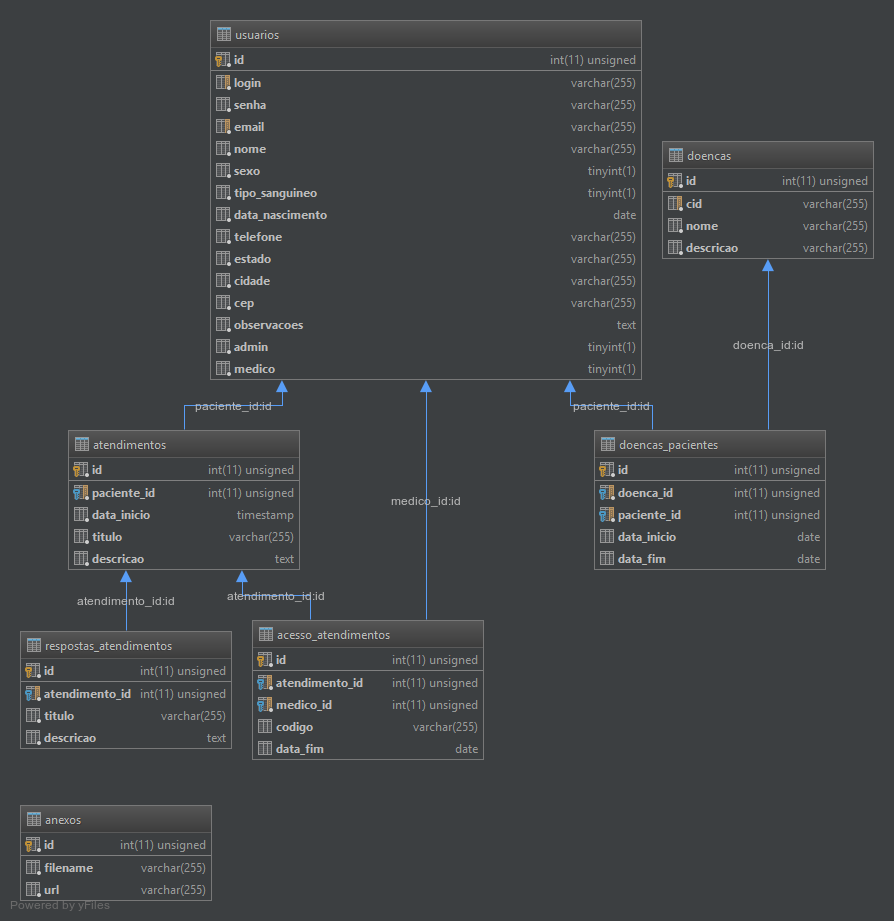 usuarios
id int(11) unsigned
login varchar(255)
senha varchar(255)
email varchar(255)
nome varchar(255)
sexo tinyint(1)
tipo_sanguineo tinyint(1)
data_nascimento date
telefone varchar(255)
estado varchar(255)
cidade varchar(255)
cep varchar(255)
observacoes text
admin tinyint(1)
medico tinyint(1)
doencas
id int(11) unsigned
cid varchar(255)
nome varchar(255)
descricao varchar(255)
doenca_id:id
paciente_id:id
paciente_id:id
medico_id:id
atendimentos
id int(11) unsigned
paciente_id int(11) unsigned
data_inicio timestamp
titulo varchar(255)
descricao text
doencas_pacientes
id int(11) unsigned
doenca_id int(11) unsigned
paciente_id int(11) unsigned
data_inicio date
data_fim date
atendimento_id:id
atendimento_id:id
respostas_atendimentos
id int(11) unsigned
atendimento_id int(11) unsigned
titulo varchar(255)
descricao text
acesso_atendimentos
id int(11) unsigned
atendimento_id int(11) unsigned
medico_id int(11) unsigned
codigo varchar(255)
data_fim date
anexos
id int(11) unsigned
filename varchar(255)
url varchar(255)
Powered by yFiles